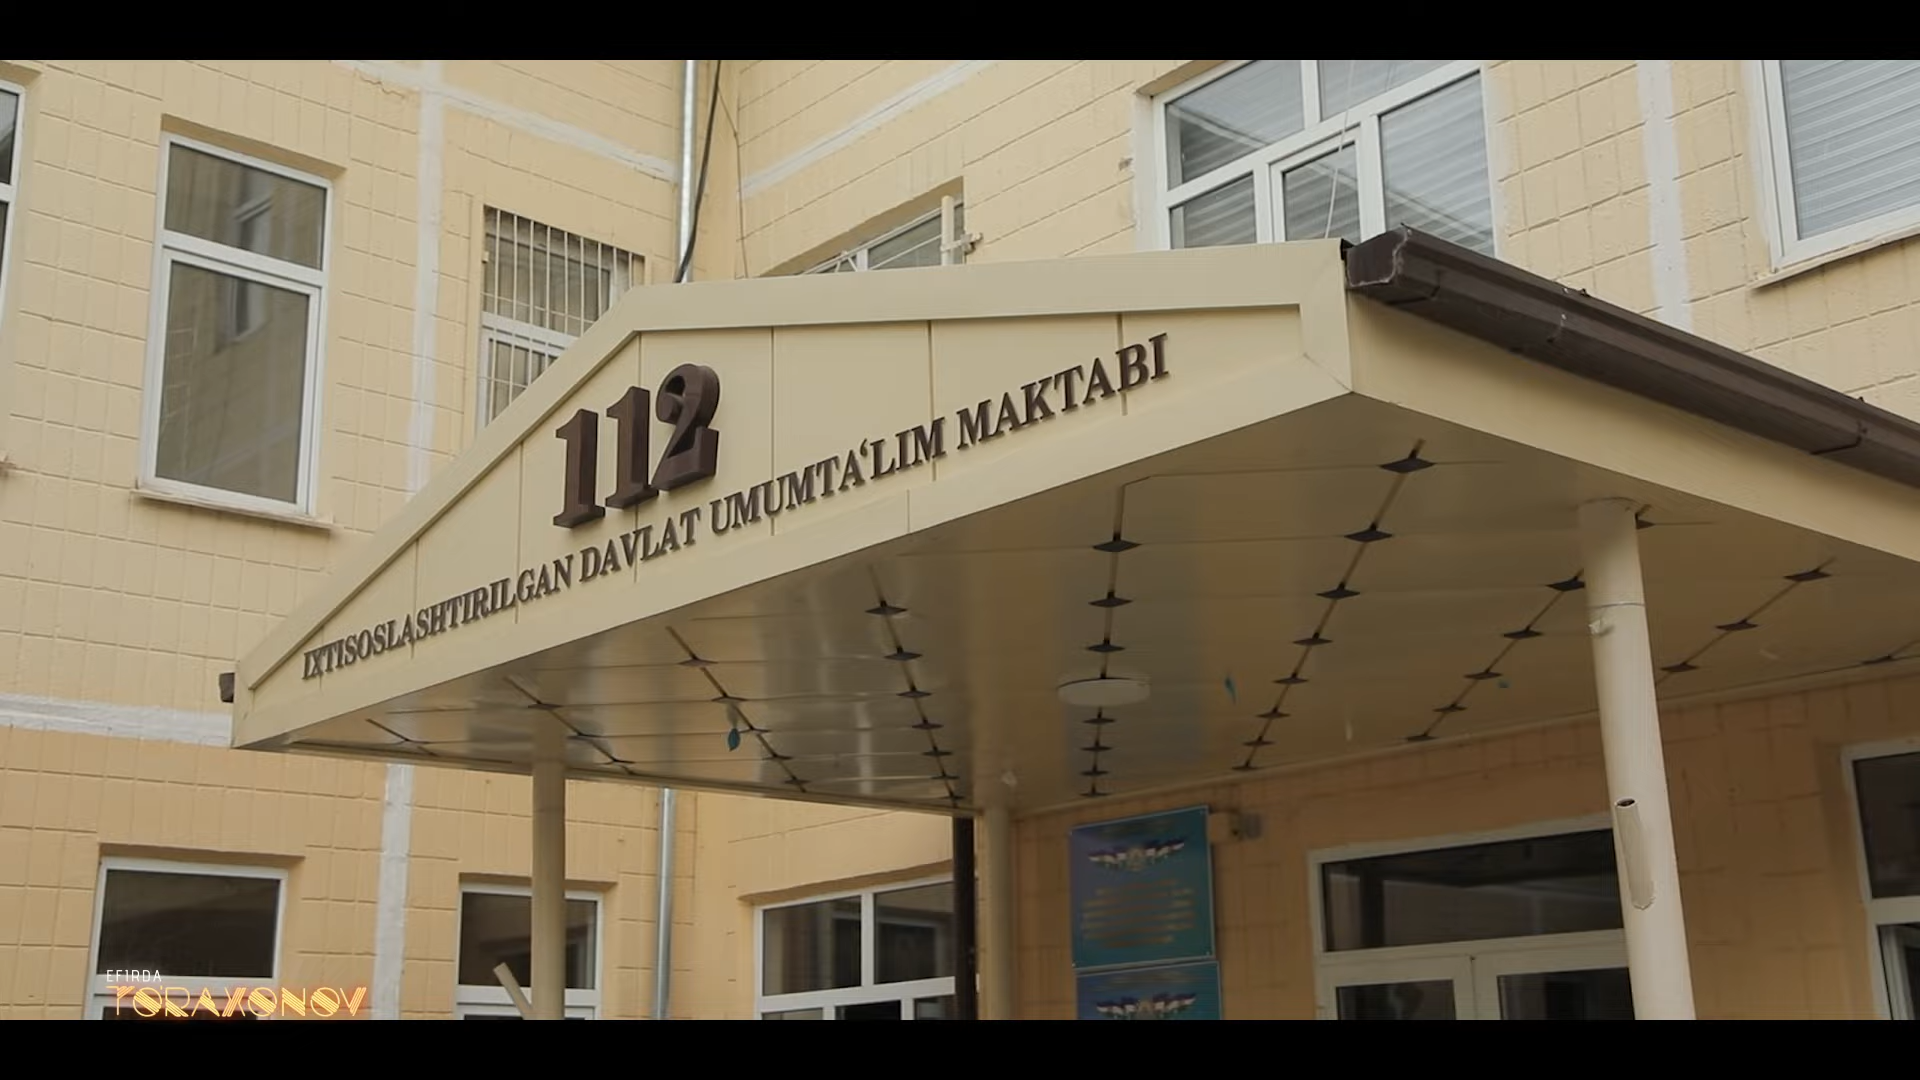 112
IXTISOSLASHTIRILGAN DAVLAT UMUMTA‘LIM MAKTABI
EFIRDA
TORAXONOV